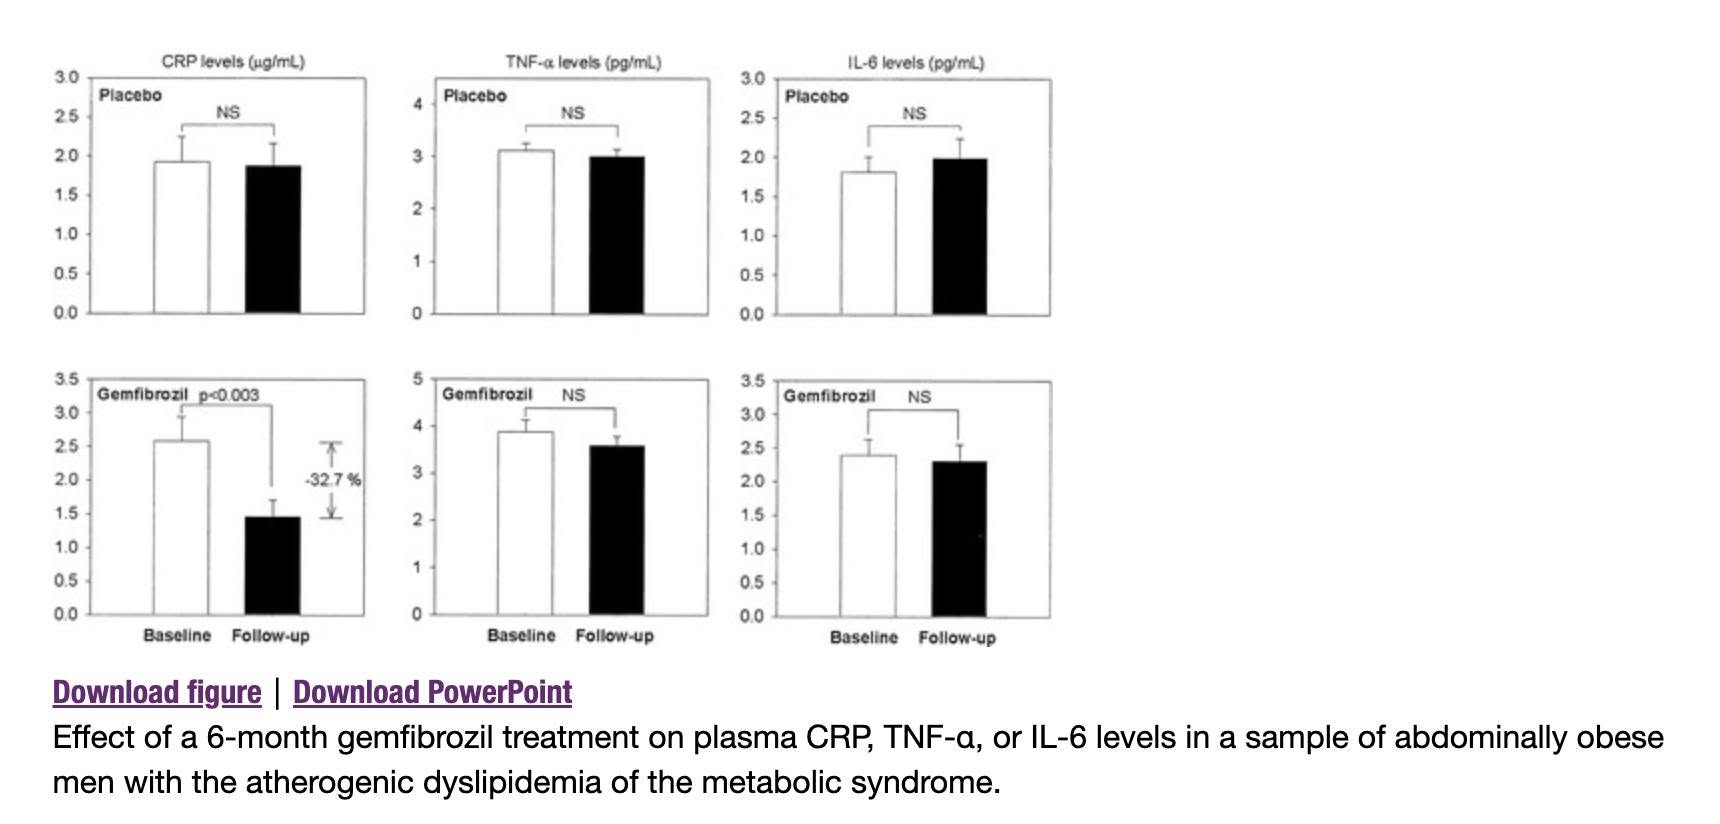 CRP levels (µg/mL)
3.0
2.5
2.0
1.5
1.0
0.5
0.0
Placebo
NS
TNF-α levels (pg/mL)
4
3
2
1
0
Placebo
NS
IL-6 levels (pg/mL)
3.0
2.5
2.0
1.5
1.0
0.5
0.0
Placebo
NS
3.5
3.0
2.5
2.0
1.5
1.0
0.5
0.0
Gemfibrozil p<0.003
-32.7 %
Baseline Follow-up
5
4
3
2
1
0
Gemfibrozil NS
Baseline Follow-up
3.5
3.0
2.5
2.0
1.5
1.0
0.5
0.0
Gemfibrozil NS
Baseline Follow-up
Download figure | Download PowerPoint
Effect of a 6-month gemfibrozil treatment on plasma CRP, TNF-α, or IL-6 levels in a sample of abdominally obese
men with the atherogenic dyslipidemia of the metabolic syndrome.